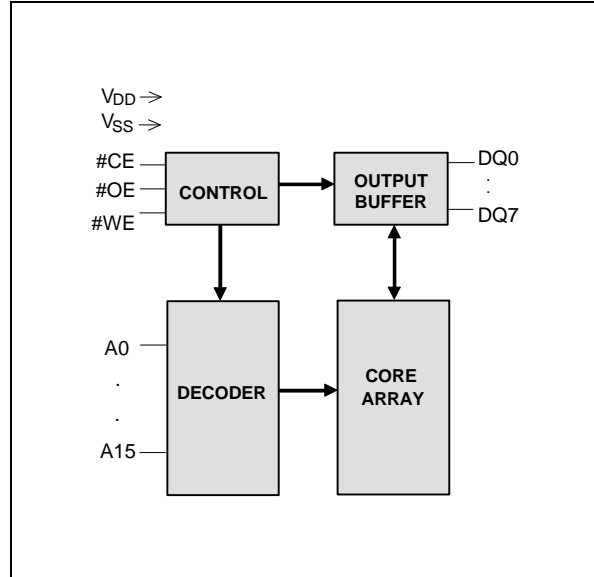 VDD
VSS
#CE
#OE
#WE
CONTROL
OUTPUT
BUFFER
DQ0
.
.
DQ7
A0
.
.
A15
DECODER
CORE
ARRAY